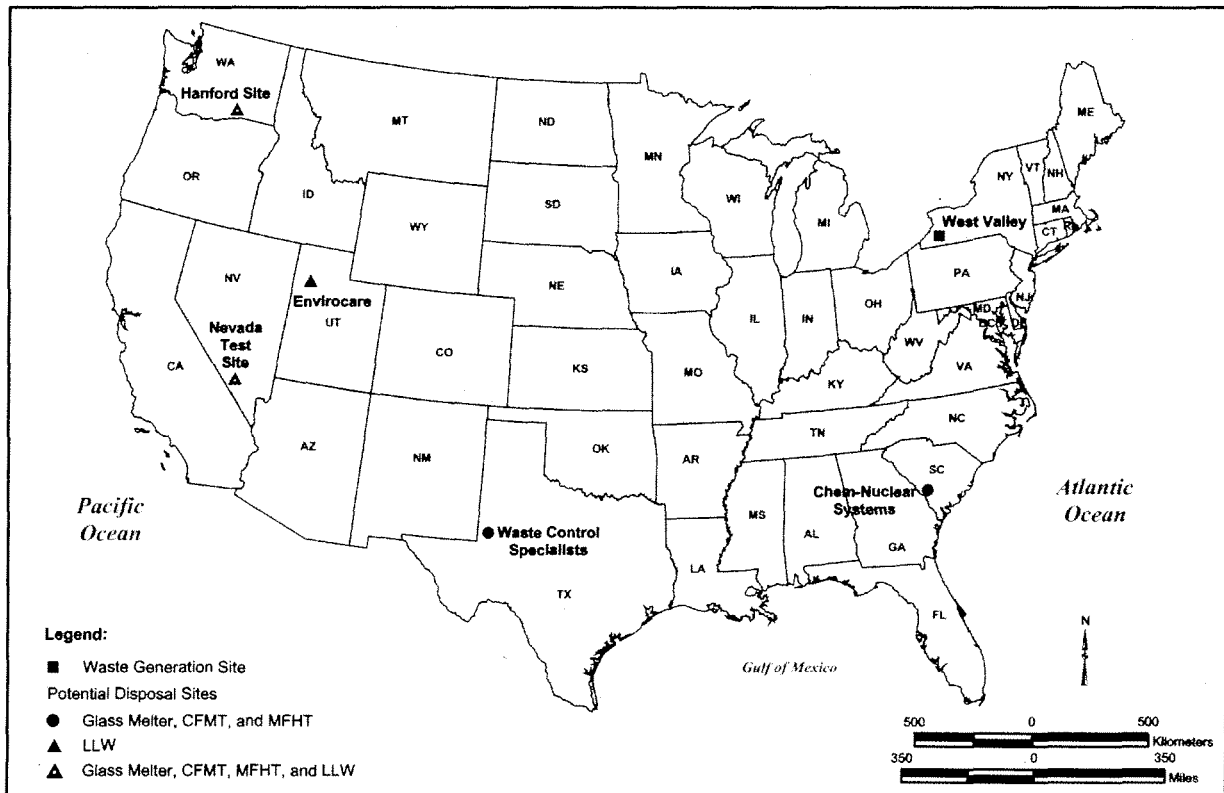 WA
Hanford Site
MT
ND
MN
ME
OR
ID
SD
WI
MI
NY
VT
NH
MA
CT
RI
WY
West Valley
IA
PA
NJ
NV
Envirocare
UT
NE
IL
IN
OH
MD
DC
DE
WV
Nevada
Test
Site
CA
CO
KS
MO
KY
VA
AZ
NM
OK
AR
TN
NC
SC
Pacific
Ocean
Chem-Nuclear
Systems
Atlantic
Ocean
MS
AL
GA
Waste Control
Specialists
LA
TX
FL
N
Gulf of Mexico
Legend:
Waste Generation Site
Potential Disposal Sites
Glass Melter, CFMT, and MFHT
LLW
Glass Melter, CFMT, MFHT, and LLW
500 0 500
Kilometers
350 0 350
Miles